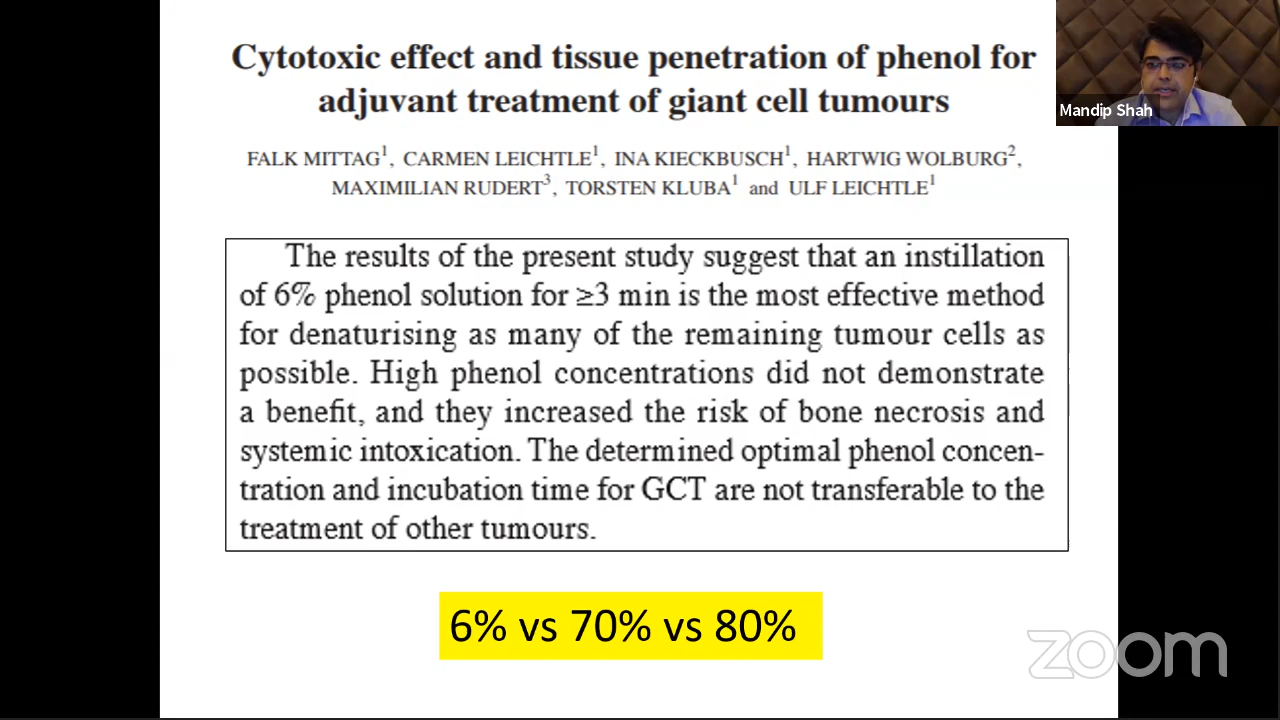 Cytotoxic effect and tissue penetration of phenol for
adjuvant treatment of giant cell tumours
FALK MITTAG1, CARMEN LEICHTLE1, INA KIECKBUSCH1, HARTWIG WOLBURG2,
MAXIMILIAN RUDERT3, TORSTEN KLUBA1 and ULF LEICHTLE1
Mandip Shah
The results of the present study suggest that an instillation
of 6% phenol solution for ≥3 min is the most effective method
for denaturising as many of the remaining tumour cells as
possible. High phenol concentrations did not demonstrate
a benefit, and they increased the risk of bone necrosis and
systemic intoxication. The determined optimal phenol concen-
tration and incubation time for GCT are not transferable to the
treatment of other tumours.
6% vs 70% vs 80%
zoom